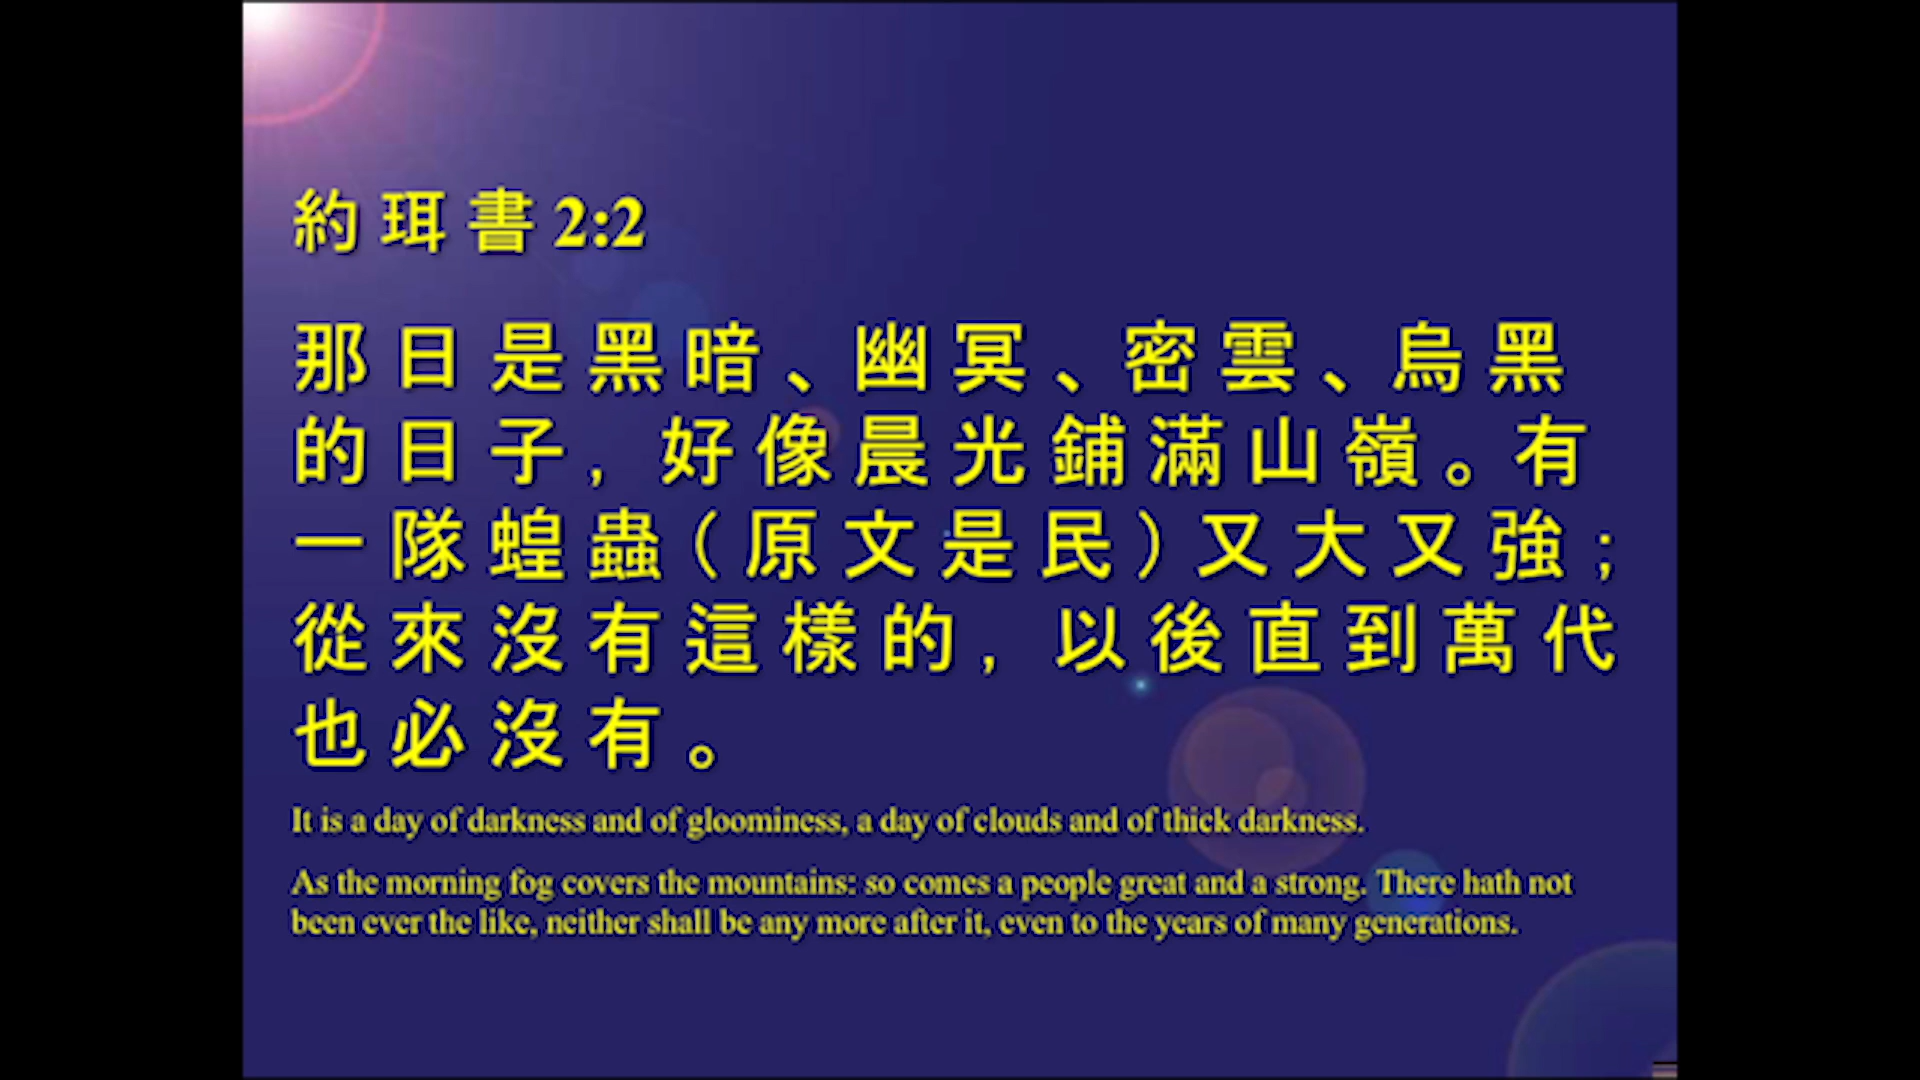 約珥書 2:2
那日是黑暗、幽冥、密雲、烏黑
的日子，好像晨光鋪滿山嶺。有
一隊蝗蟲（原文是民）又大又強；
從來沒有這樣的，以後直到萬代
也必沒有。
It is a day of darkness and of gloominess, a day of clouds and of thick darkness.
As the morning fog covers the mountains: so comes a people great and a strong. There hath not
been ever the like, neither shall be any more after it, even to the years of many generations.